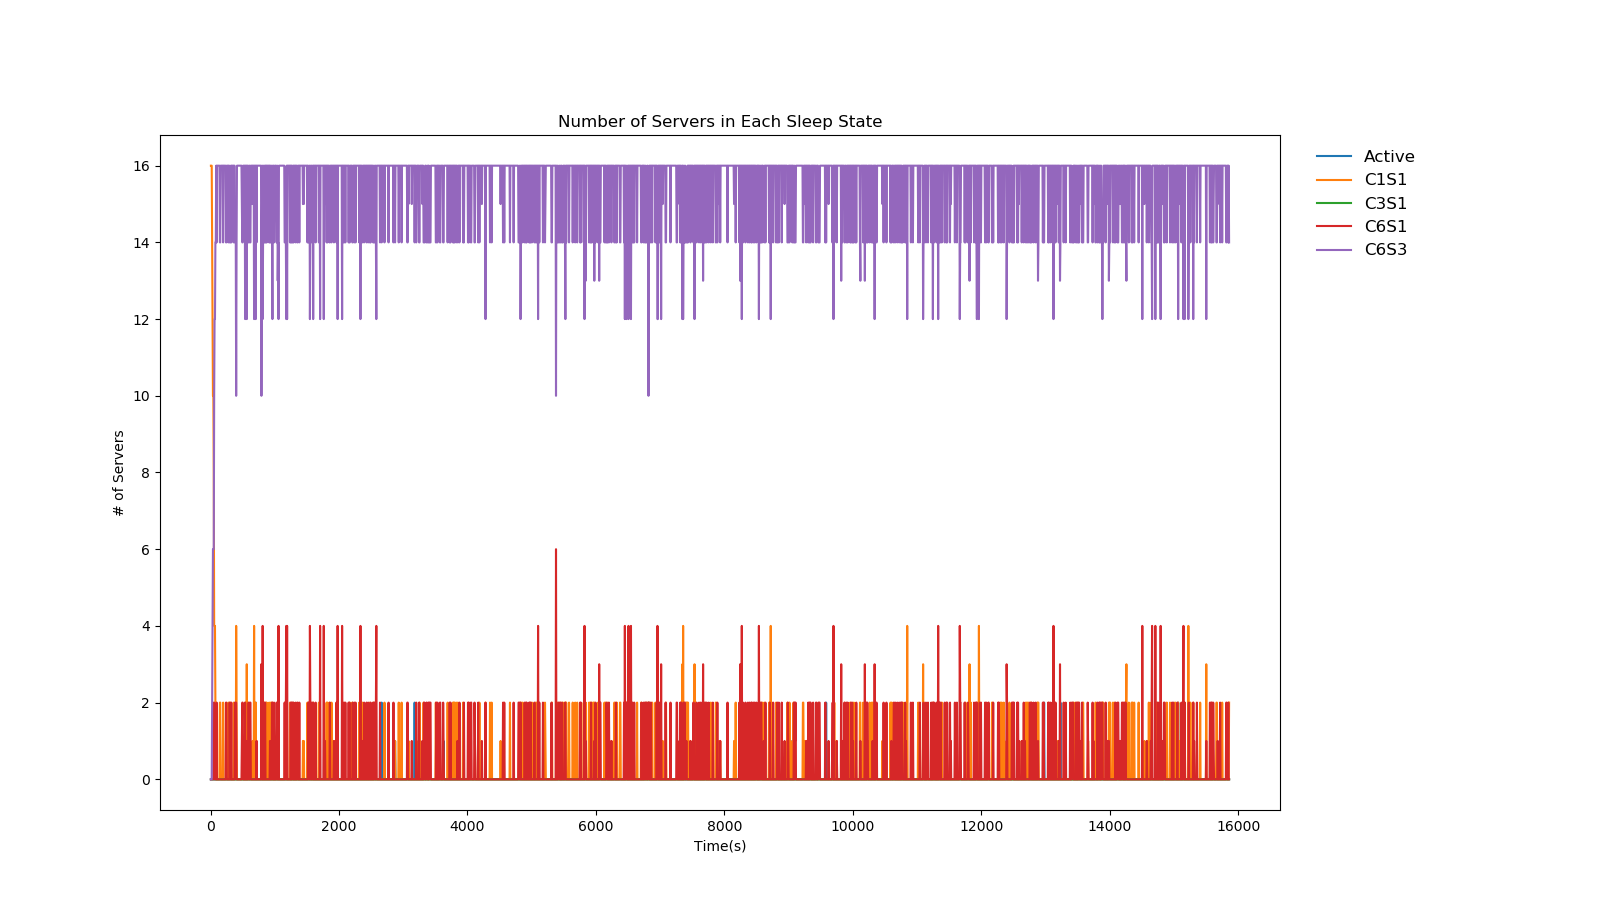 Number of Servers in Each Sleep State
Active
C1S1
C3S1
C6S1
C6S3
16
14
12
10
8
6
4
2
0
# of Servers
0 2000 4000 6000 8000 10000 12000 14000 16000
Time(s)